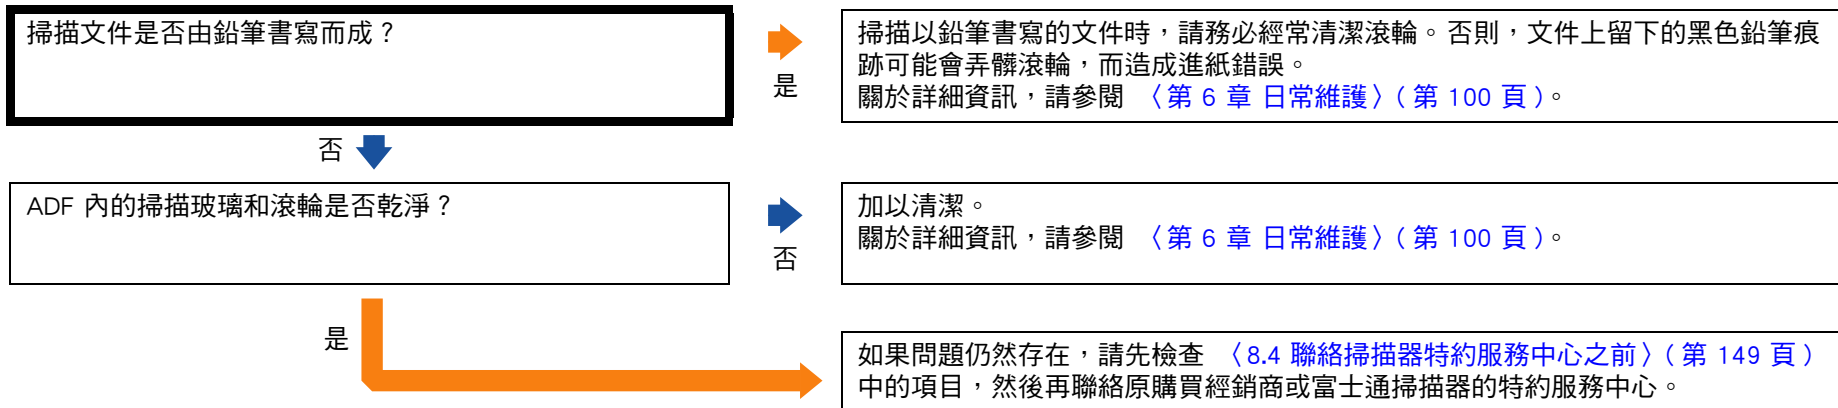 掃描文件是否由鉛筆書寫而成？
是
掃描以鉛筆書寫的文件時，請務必經常清潔滾輪。否則，文件上留下的黑色鉛筆痕
跡可能會弄髒滾輪，而造成進紙錯誤。
關於詳細資訊，請參閱 〈第 6 章 日常維護〉( 第 100 頁 )。
否
ADF 內的掃描玻璃和滾輪是否乾淨？
否
加以清潔。
關於詳細資訊，請參閱 〈第 6 章 日常維護〉( 第 100 頁 )。
是
如果問題仍然存在，請先檢查 〈8.4 聯絡掃描器特約服務中心之前〉( 第 149 頁 )
中的項目，然後再聯絡原購買經銷商或富士通掃描器的特約服務中心。